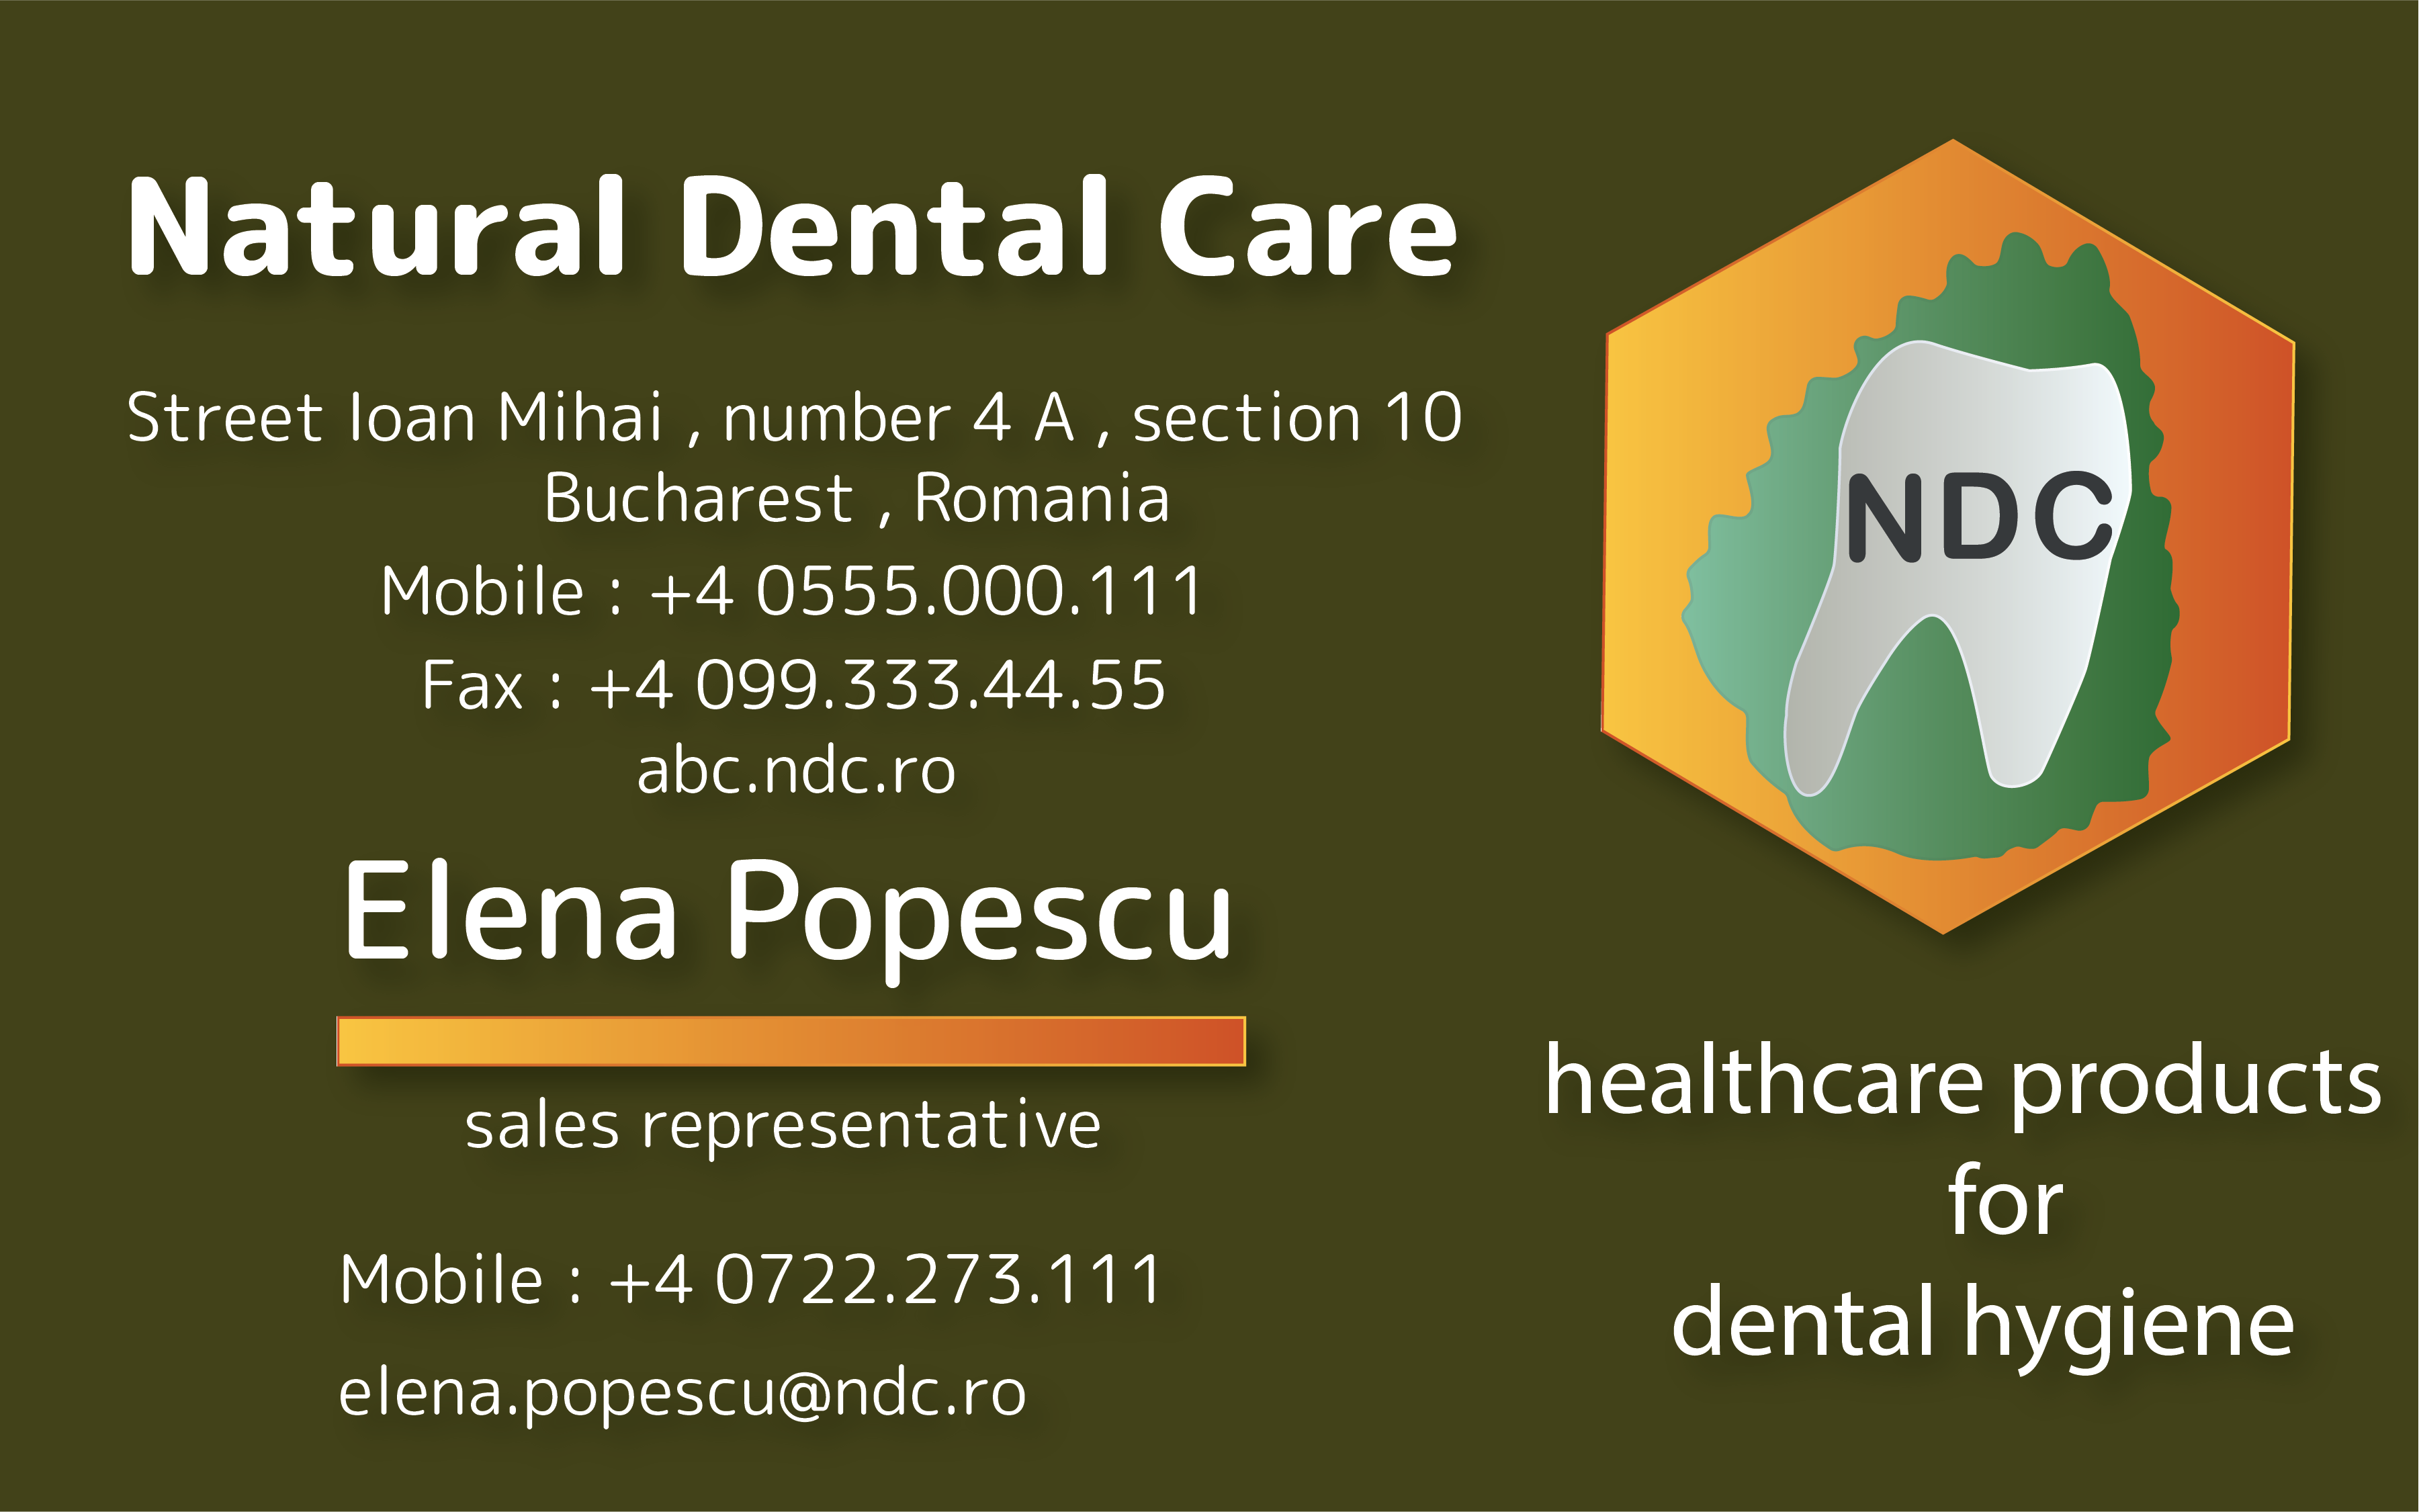 Natural Dental Care
Street Ioan Mihai , number 4 A , section 10
Bucharest , Romania
Mobile : +4 0555.000.111
Fax : +4 099.333.44.55
abc.ndc.ro
Elena Popescu
sales representative
Mobile : +4 0722.273.111
elena.popescu@ndc.ro
NDC
healthcare products
for
dental hygiene